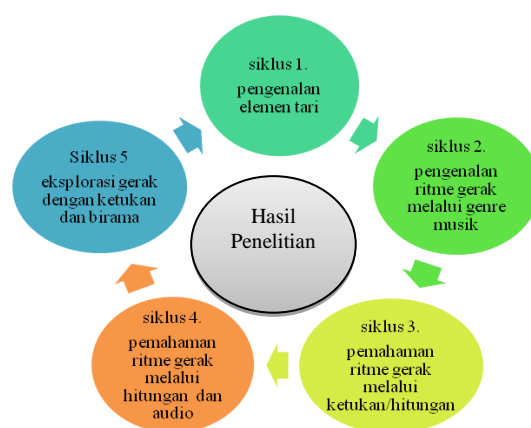 siklus 1.
pengenalan
elemen tari
siklus 2.
pengenalan
ritme gerak
melalui genre
musik
siklus 3.
pemahaman
ritme gerak
melalui
ketukan/hitungan
siklus 4.
pemahaman
ritme gerak
melalui
hitungan dan
audio
Siklus 5
eksplorasi gerak
dengan ketukan
dan birama
Hasil
Penelitian